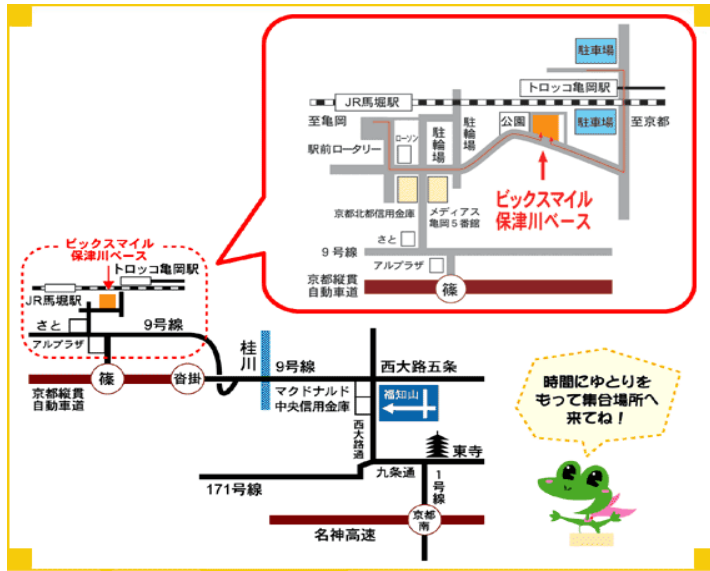 駐車場
トロッコ亀岡駅
JR馬堀駅
至亀岡
公園
駐車場
至京都
駅前ロータリー
ローソン
駐輪場
駐輪場
ビックスマイル
保津川ベース
京都北都信用金庫
メディアス
亀岡5番館
さと
9号線
アルプラザ
京都縦貫
自動車道
篠
ビックスマイル
保津川ベース
トロッコ亀岡駅
JR馬堀駅
さと
9号線
アルプラザ
京都縦貫
自動車道
篠
沓掛
桂川
9号線
西大路五条
マクドナルド
中央信用金庫
福知山
西大路通
東寺
九条通
171号線
1号線
京都
南
名神高速
時間にゆとりを
もって集合場所へ
来てね！